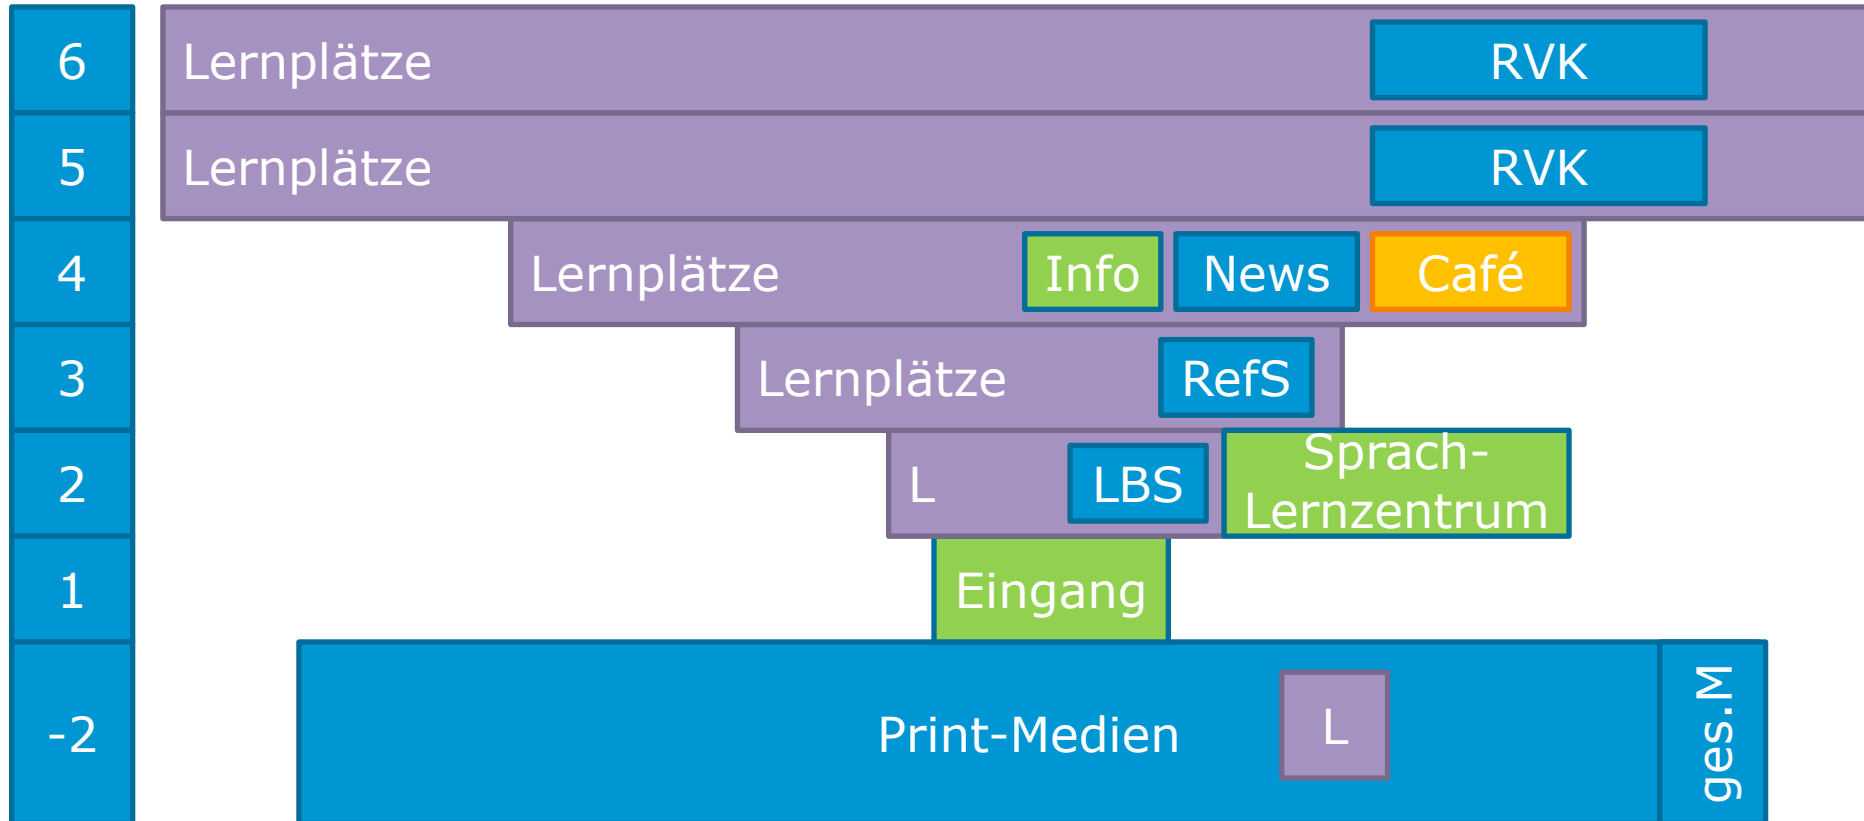 6
Lernplätze
RVK
5
Lernplätze
RVK
4
Lernplätze
Info
News
Café
3
Lernplätze
RefS
2
L
LBS
Sprach-
Lernzentrum
1
Eingang
-2
Print-Medien
L
ges.M